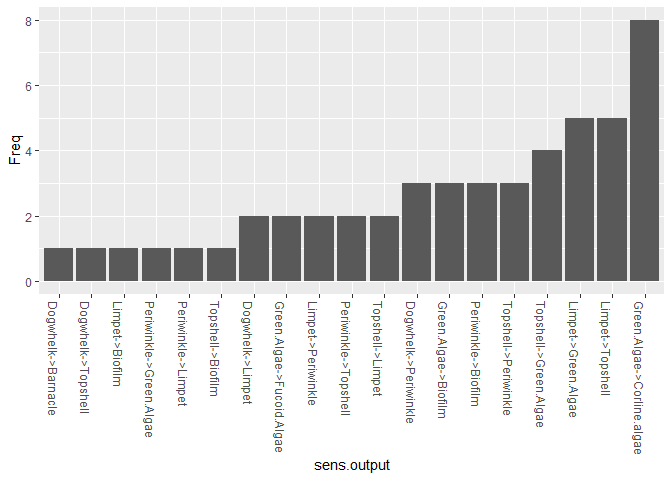 8
6
4
2
0
Freq
Dogwhelk->Barnacle
Dogwhelk->Topshell
Limpet->Biofilm
Periwinkle->Green.Algae
Periwinkle->Limpet
Topshell->Biofilm
Dogwhelk->Limpet
Green.Algae->Fucoid.Algae
Limpet->Periwinkle
Periwinkle->Topshell
Topshell->Limpet
Dogwhelk->Periwinkle
Green.Algae->Biofilm
Periwinkle->Biofilm
Topshell->Periwinkle
Topshell->Green.Algae
Limpet->Green.Algae
Limpet->Topshell
Green.Algae->Corline.algae
sens.output